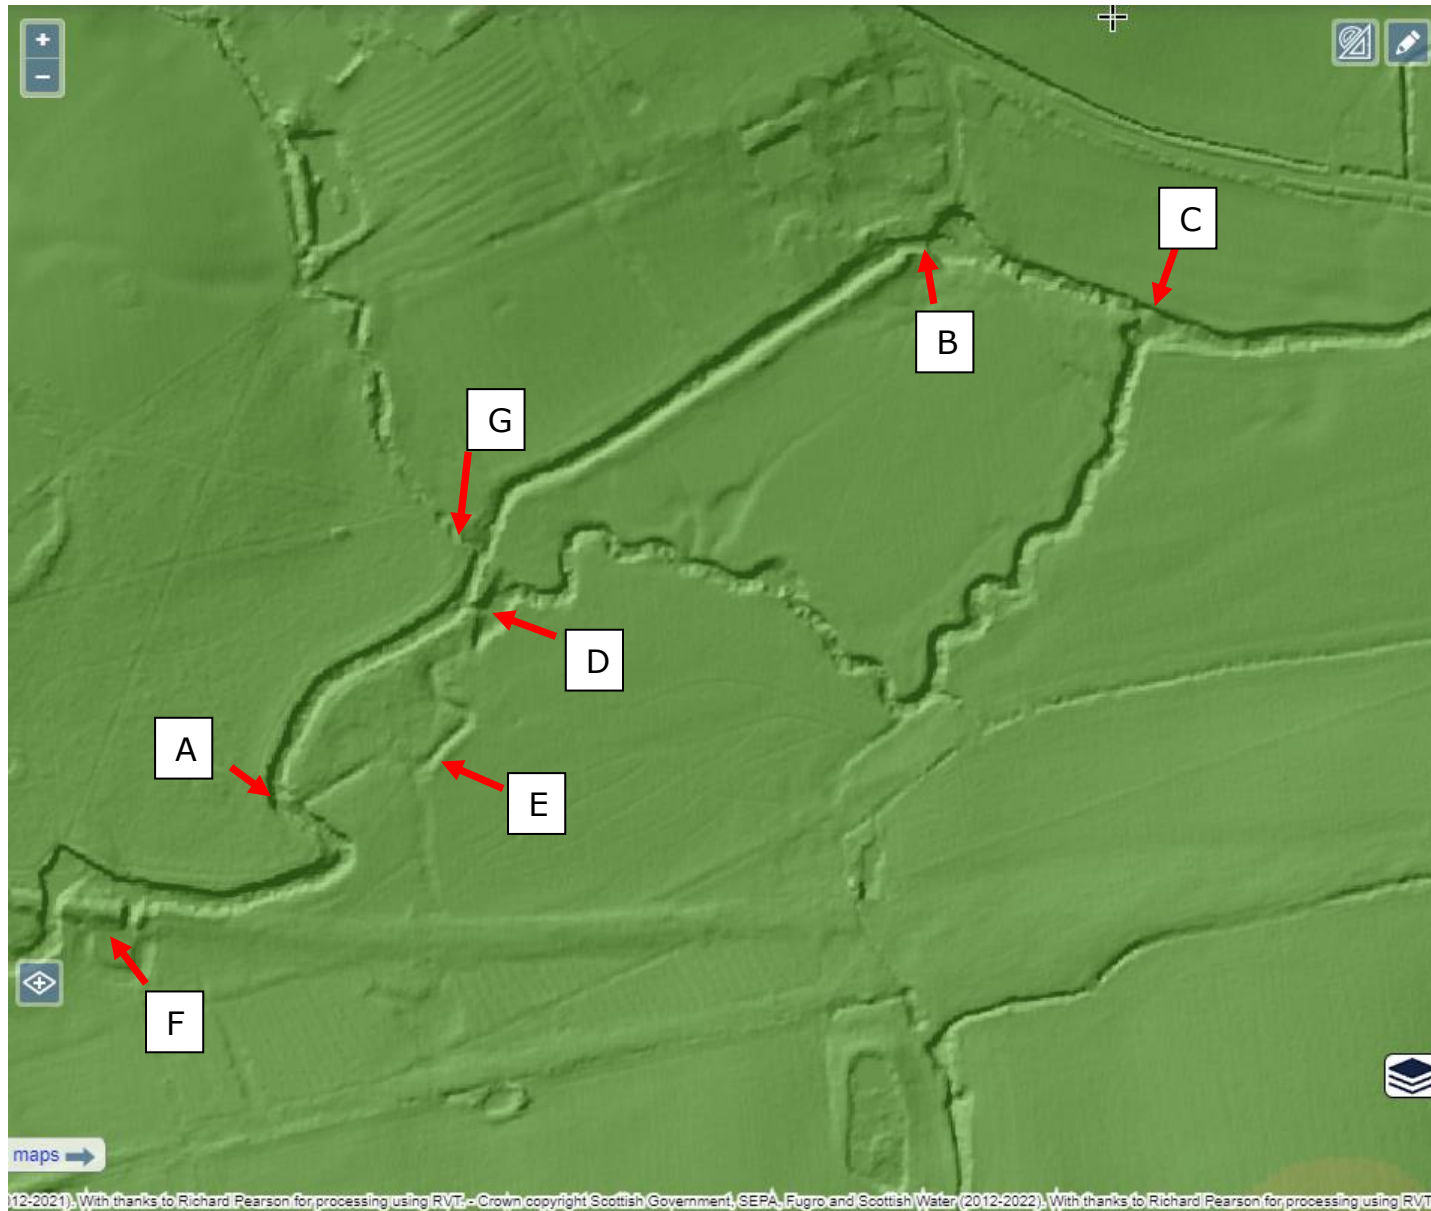 +
−
C
B
G
D
A
E
F
maps
12-2021). With thanks to Richard Pearson for processing using RVT. - Crown copyright Scottish Government, SEPA, Fugro and Scottish Water (2012-2022). With thanks to Richard Pearson for processing using RVT